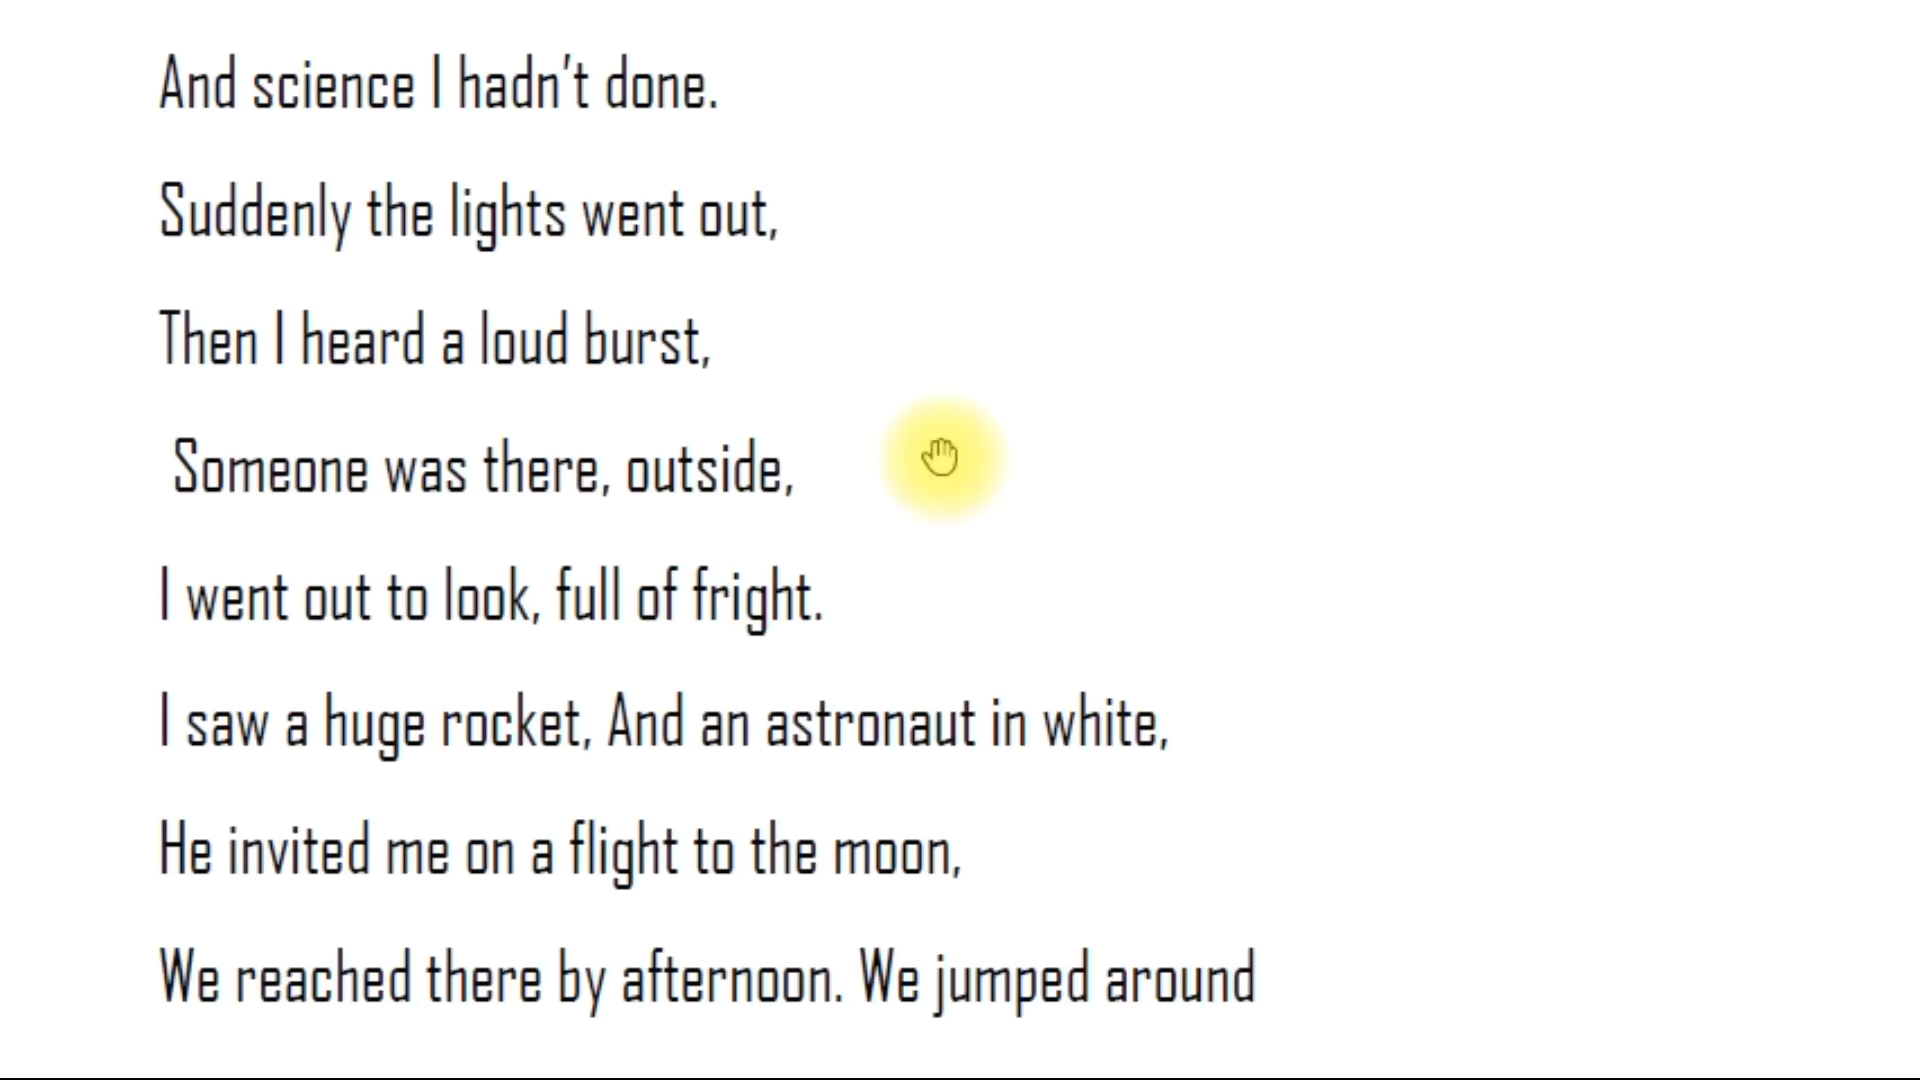 And science I hadn't done.
Suddenly the lights went out,
Then I heard a loud burst,
Someone was there, outside,
I went out to look, full of fright.
I saw a huge rocket, And an astronaut in white,
He invited me on a flight to the moon,
We reached there by afternoon. We jumped around